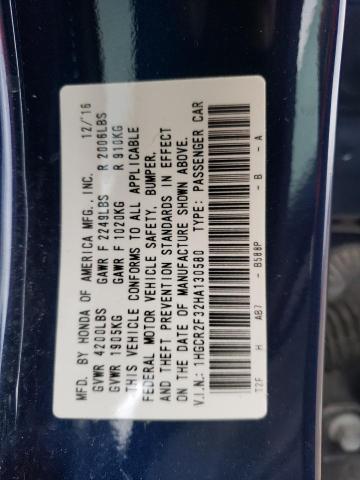 MFD. BY HONDA OF AMERICA MFG., INC. 12/16
GVWR 4200LBS GAWR F 2249LBS R 2006LBS
GVWR 1905KG GAWR F 1020KG R 910KG
THIS VEHICLE CONFORMS TO ALL APPLICABLE
FEDERAL MOTOR VEHICLE SAFETY, BUMPER,
AND THEFT PREVENTION STANDARDS IN EFFECT
ON THE DATE OF MANUFACTURE SHOWN ABOVE.
V.I.N.: 1HGCR2F32HA130580 TYPE: PASSENGER CAR
T2F H AB7 - B588P - B - A